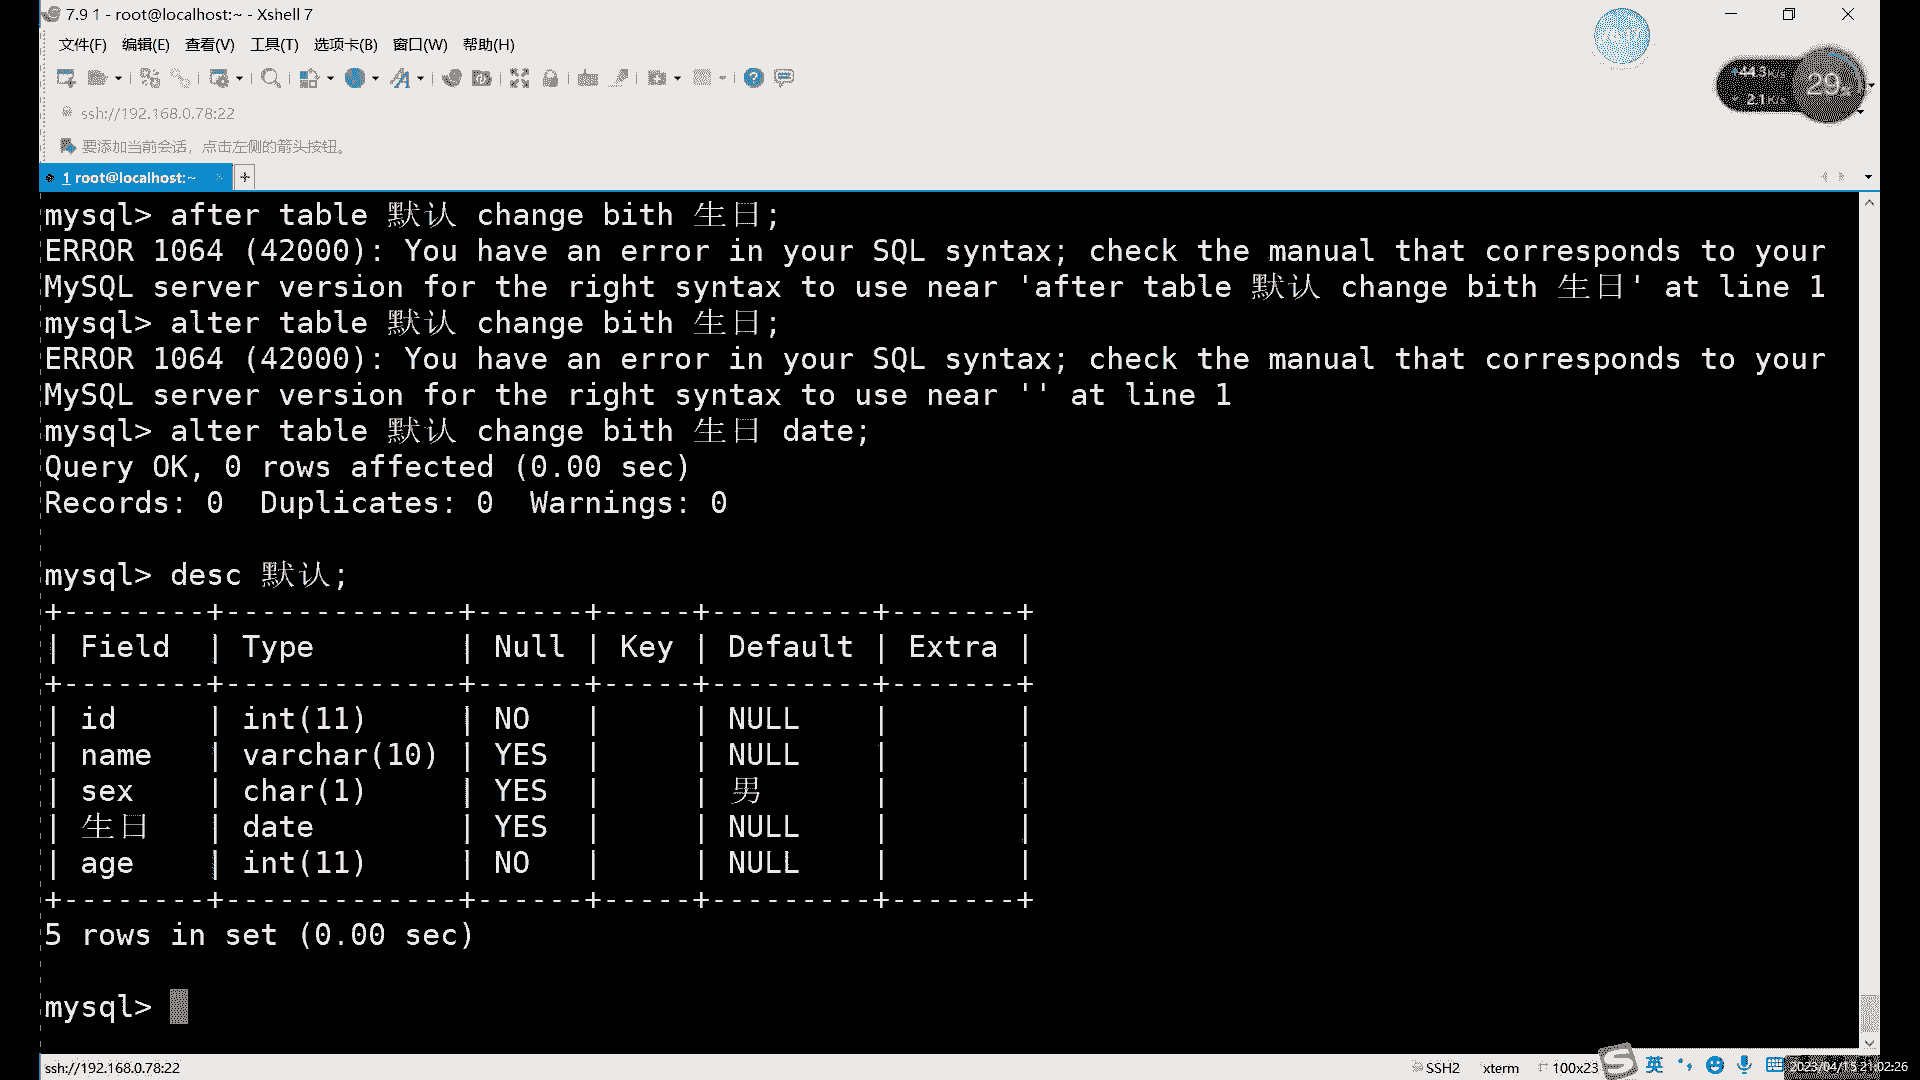 7.9 1 - root@localhost:~ - Xshell 7
文件(F) 编辑(E) 查看(V) 工具(T) 选项卡(B) 窗口(W) 帮助(H)
44.3K/s
29%
2.1K/s
ssh://192.168.0.78:22
要添加当前会话，点击左侧的箭头按钮。
1 root@localhost:~ × +
mysql> after table 默认 change bith 生日;
ERROR 1064 (42000): You have an error in your SQL syntax; check the manual that corresponds to your
MySQL server version for the right syntax to use near 'after table 默认 change bith 生日' at line 1
mysql> alter table 默认 change bith 生日;
ERROR 1064 (42000): You have an error in your SQL syntax; check the manual that corresponds to your
MySQL server version for the right syntax to use near '' at line 1
mysql> alter table 默认 change bith 生日 date;
Query OK, 0 rows affected (0.00 sec)
Records: 0  Duplicates: 0  Warnings: 0
mysql> desc 默认;
+--------+-------------+------+-----+---------+-------+
| Field  | Type        | Null | Key | Default | Extra |
+--------+-------------+------+-----+---------+-------+
| id     | int(11)     | NO   |     | NULL    |       |
| name   | varchar(10) | YES  |     | NULL    |       |
| sex    | char(1)     | YES  |     | 男      |       |
| 生日   | date        | YES  |     | NULL    |       |
| age    | int(11)     | NO   |     | NULL    |       |
+--------+-------------+------+-----+---------+-------+
5 rows in set (0.00 sec)
mysql>
ssh://192.168.0.78:22 SSH2 xterm 100x23 英 2023/04/15 21:02:26